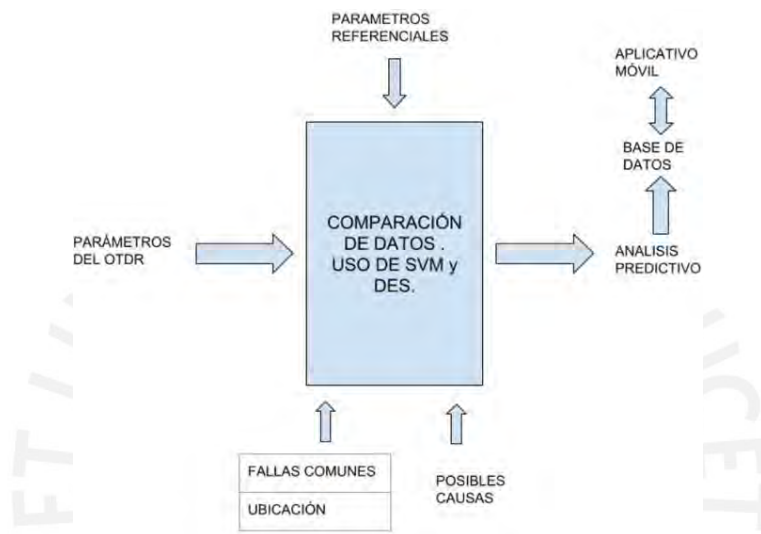 PARAMETROS
REFERENCIALES
APLICATIVO
MÓVIL
BASE DE
DATOS
COMPARACIÓN
DE DATOS .
USO DE SVM y
DES.
PARÁMETROS
DEL OTDR
ANALISIS
PREDICTIVO
FALLAS COMUNES
UBICACIÓN
POSIBLES
CAUSAS